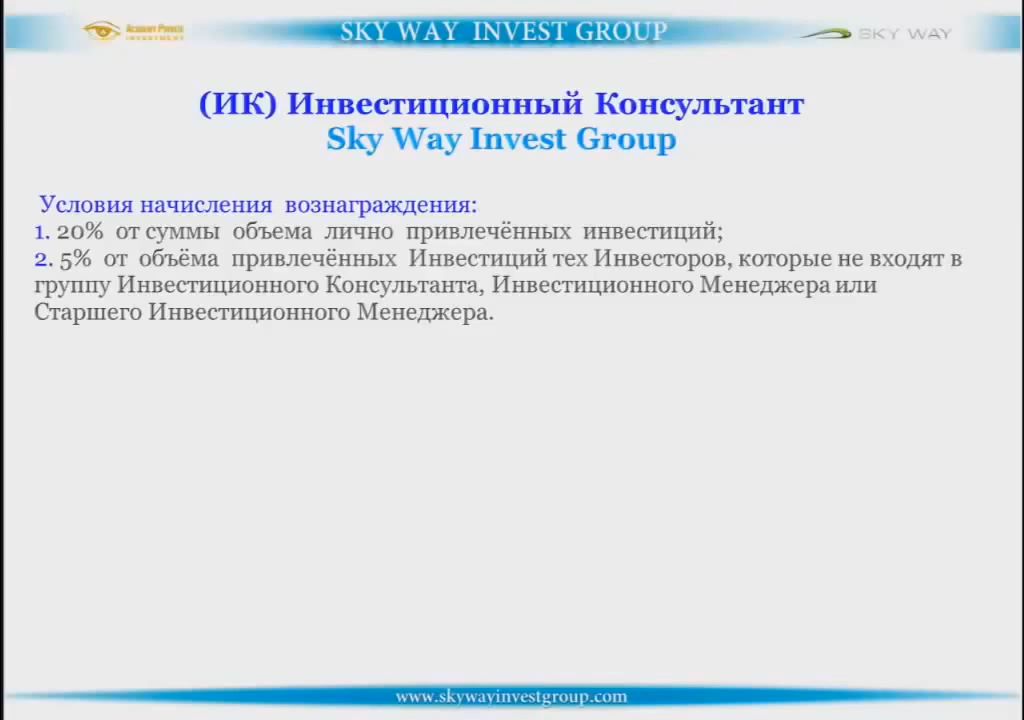 SKY WAY INVEST GROUP
SKY WAY
(ИК) Инвестиционный Консультант
Sky Way Invest Group
Условия начисления вознаграждения:
1. 20% от суммы объема лично привлечённых инвестиций;
2. 5% от объёма привлечённых Инвестиций тех Инвесторов, которые не входят в
группу Инвестиционного Консультанта, Инвестиционного Менеджера или
Старшего Инвестиционного Менеджера.
www.skywayinvestgroup.com